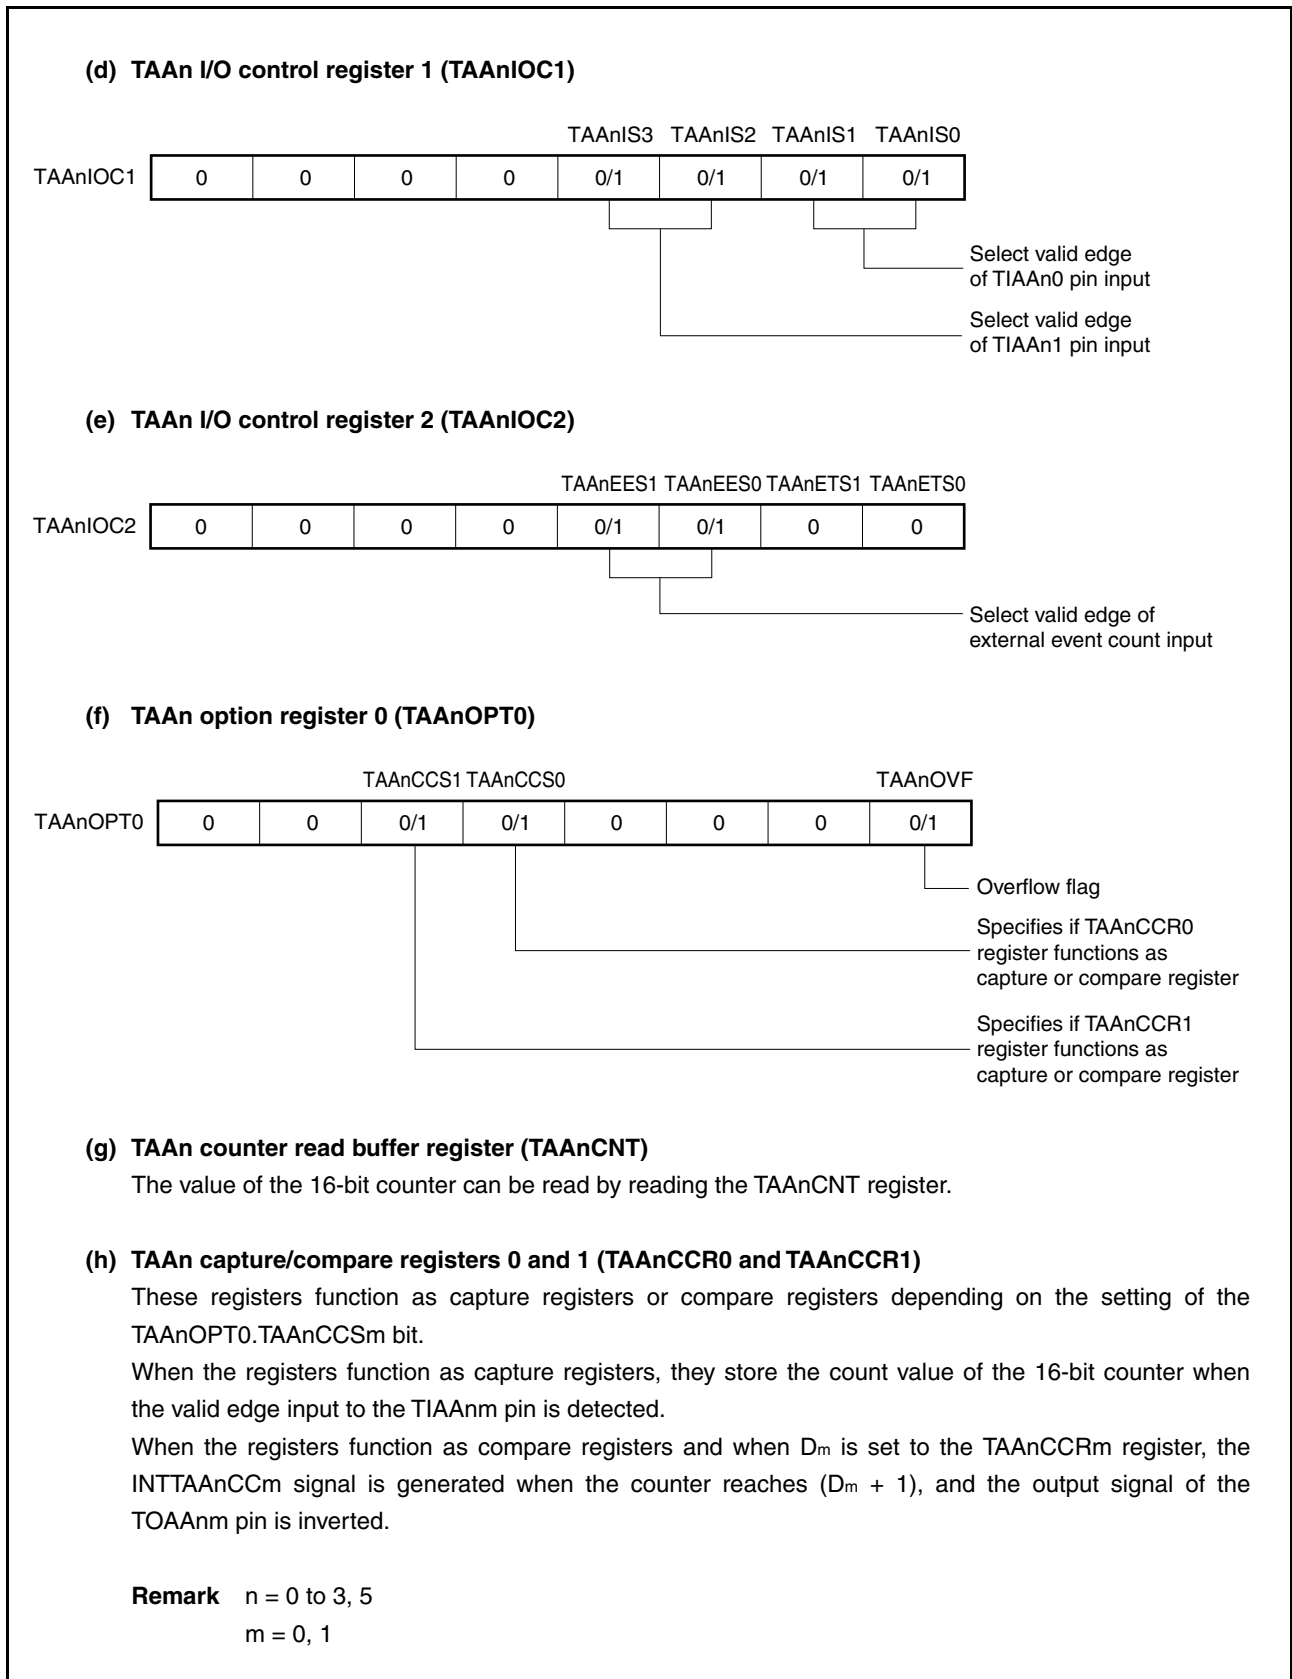 (d) TAAn I/O control register 1 (TAAnIOC1)
TAAnIS3 TAAnIS2 TAAnIS1 TAAnIS0
TAAnIOC1 0 0 0 0 0/1 0/1 0/1 0/1
Select valid edge
of TIAAn0 pin input
Select valid edge
of TIAAn1 pin input
(e) TAAn I/O control register 2 (TAAnIOC2)
TAAnEES1 TAAnEES0 TAAnETS1 TAAnETS0
TAAnIOC2 0 0 0 0 0/1 0/1 0 0
Select valid edge of
external event count input
(f) TAAn option register 0 (TAAnOPT0)
TAAnCCS1 TAAnCCS0 TAAnOVF
TAAnOPT0 0 0 0/1 0/1 0 0 0 0/1
Overflow flag
Specifies if TAAnCCR0
register functions as
capture or compare register
Specifies if TAAnCCR1
register functions as
capture or compare register
(g) TAAn counter read buffer register (TAAnCNT)
The value of the 16-bit counter can be read by reading the TAAnCNT register.
(h) TAAn capture/compare registers 0 and 1 (TAAnCCR0 and TAAnCCR1)
These registers function as capture registers or compare registers depending on the setting of the
TAAnOPT0.TAAnCCSm bit.
When the registers function as capture registers, they store the count value of the 16-bit counter when
the valid edge input to the TIAAnm pin is detected.
When the registers function as compare registers and when Dm is set to the TAAnCCRm register, the
INTTAAnCCm signal is generated when the counter reaches (Dm + 1), and the output signal of the
TOAAnm pin is inverted.
Remark n = 0 to 3, 5
m = 0, 1